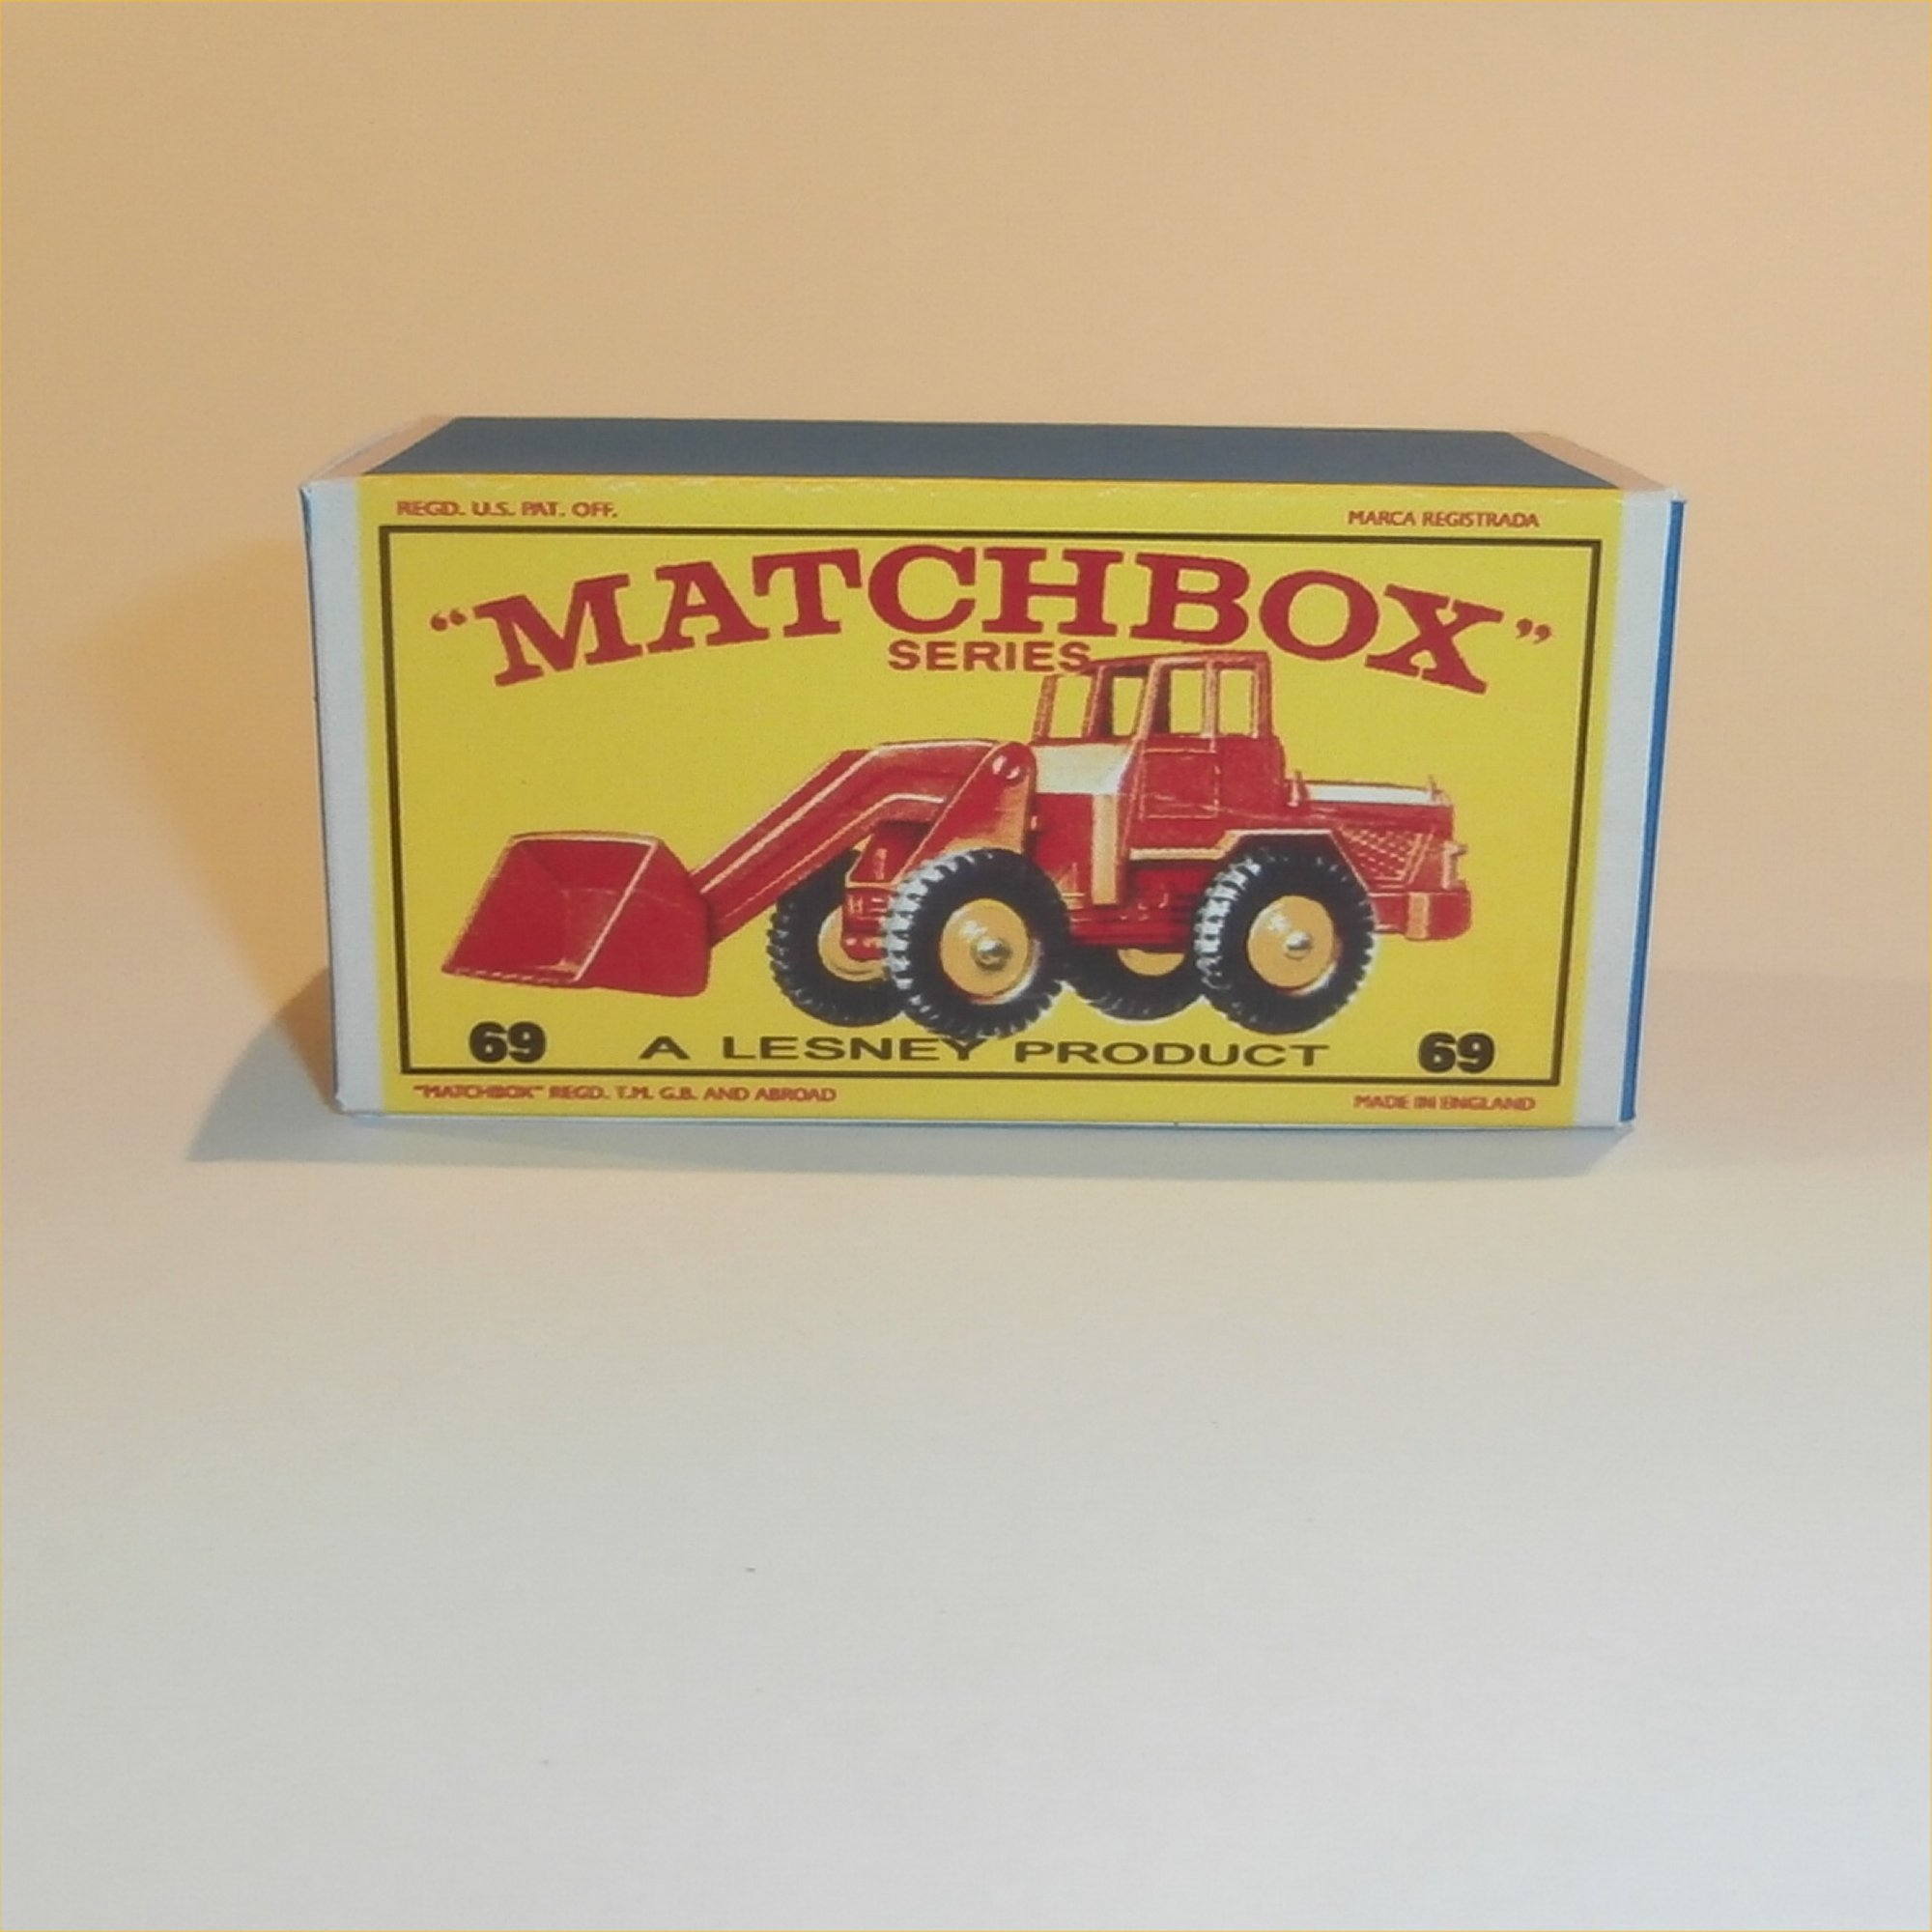 REGD. U.S. PAT. OFF. MARCA REGISTRADA
“MATCHBOX”
SERIES
69 A LESNEY PRODUCT 69
"MATCHBOX" REGD. T.M. G.B. AND ABROAD MADE IN ENGLAND